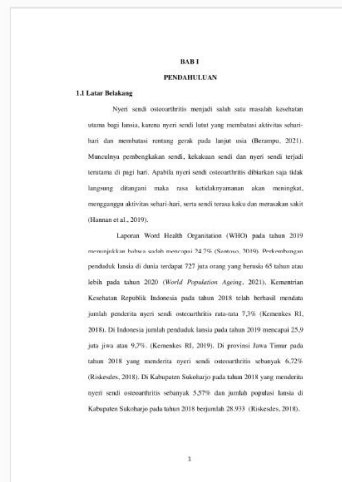 BAB I
PENDAHULUAN
1.1 Latar Belakang
Nyeri sendi osteoarthritis menjadi salah satu masalah kesehatan
utama bagi lansia, karena nyeri sendi lutut yang membatasi aktivitas sehari-
hari dan membatasi rentang gerak pada lanjut usia (Berampu, 2021).
Munculnya pembengkakan sendi, kekakuan sendi dan nyeri sendi terjadi
terutama di pagi hari. Apabila nyeri sendi osteoarthritis dibiarkan saja tidak
langsung ditangani maka rasa ketidaknyamanan akan meningkat,
mengganggu aktivitas sehari-hari, serta sendi terasa kaku dan merasakan sakit
(Hannan et al., 2019).
Laporan Word Health Organitation (WHO) pada tahun 2019
menunjukkan bahwa sudah mencapai 24,7% (Santoso, 2019). Perkembangan
penduduk lansia di dunia terdapat 727 juta orang yang berusia 65 tahun atau
lebih pada tahun 2020 (World Population Ageing, 2021). Kementrian
Kesehatan Republik Indonesia pada tahun 2018 telah berhasil mendata
jumlah penderita nyeri sendi osteoarthritis rata-rata 7,3% (Kemenkes RI,
2018). Di Indonesia jumlah penduduk lansia pada tahun 2019 mencapai 25,9
juta jiwa atau 9,7%. (Kemenkes RI, 2019). Di provinsi Jawa Timur pada
tahun 2018 yang menderita nyeri sendi osteoarthritis sebanyak 6,72%
(Riskesdes, 2018). Di Kabupaten Sukoharjo pada tahun 2018 yang menderita
nyeri sendi osteoarthritis sebanyak 5,57% dan jumlah populasi lansia di
Kabupaten Sukoharjo pada tahun 2018 berjumlah 28.933 (Riskesdes, 2018).
1